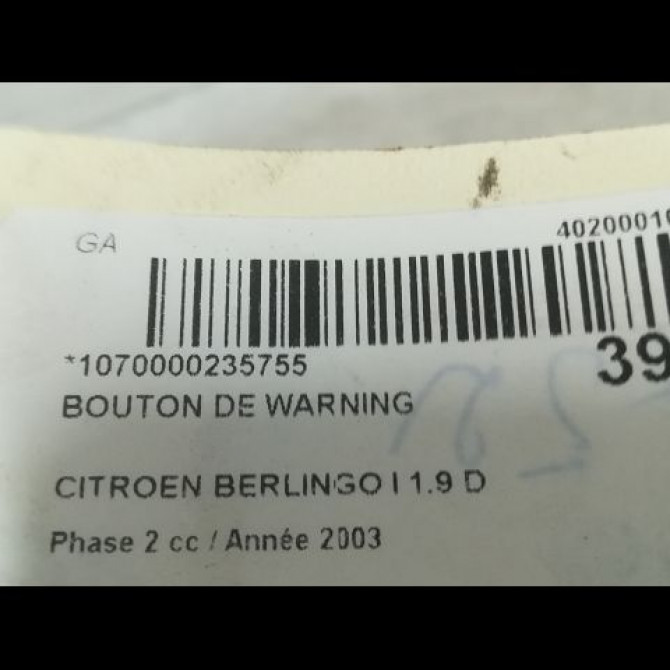 GA
4020001
*1070000235755
39
BOUTON DE WARNING
CITROEN BERLINGO I 1.9 D
Phase 2 cc / Année 2003